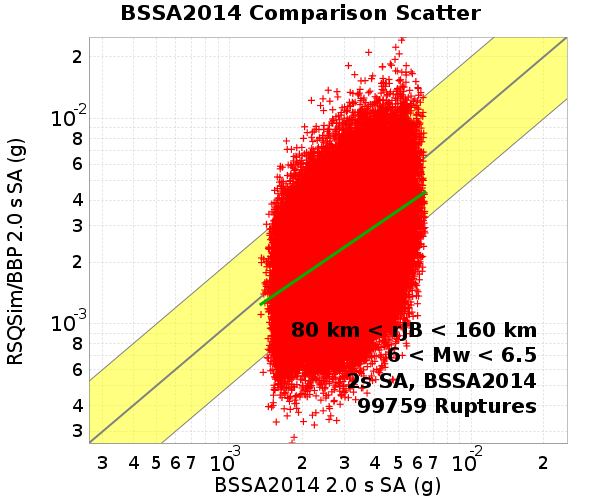 BSSA2014 Comparison Scatter
RSQSim/BBP 2.0 s SA (g)
2
10⁻²
8
6
4
3
2
10⁻³
8
6
4
3
80 km < rJB < 160 km
6 < Mw < 6.5
2s SA, BSSA2014
99759 Ruptures
3 4 5 6 7 10⁻³ 2 3 4 5 6 7 10⁻² 2
BSSA2014 2.0 s SA (g)